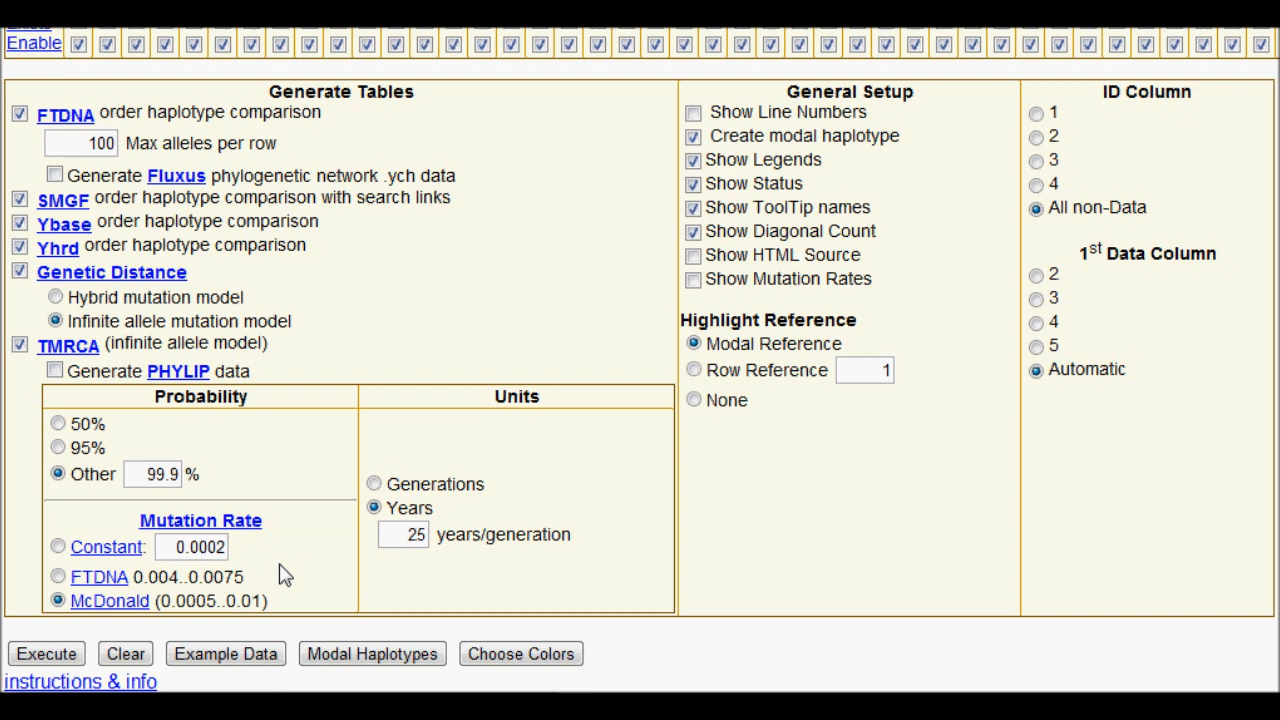 Enable
Generate Tables
FTDNA order haplotype comparison
100 Max alleles per row
Generate Fluxus phylogenetic network .ych data
SMGF order haplotype comparison with search links
Ybase order haplotype comparison
Yhrd order haplotype comparison
Genetic Distance
Hybrid mutation model
Infinite allele mutation model
TMRCA (infinite allele model)
Generate PHYLIP data
Probability
50%
95%
Other 99.9 %
Mutation Rate
Constant: 0.0002
FTDNA 0.004..0.0075
McDonald (0.0005..0.01)
Units
Generations
Years
25 years/generation
General Setup
Show Line Numbers
Create modal haplotype
Show Legends
Show Status
Show ToolTip names
Show Diagonal Count
Show HTML Source
Show Mutation Rates
Highlight Reference
Modal Reference
Row Reference 1
None
ID Column
1
2
3
4
All non-Data
1st Data Column
2
3
4
5
Automatic
Execute Clear Example Data Modal Haplotypes Choose Colors
instructions & info